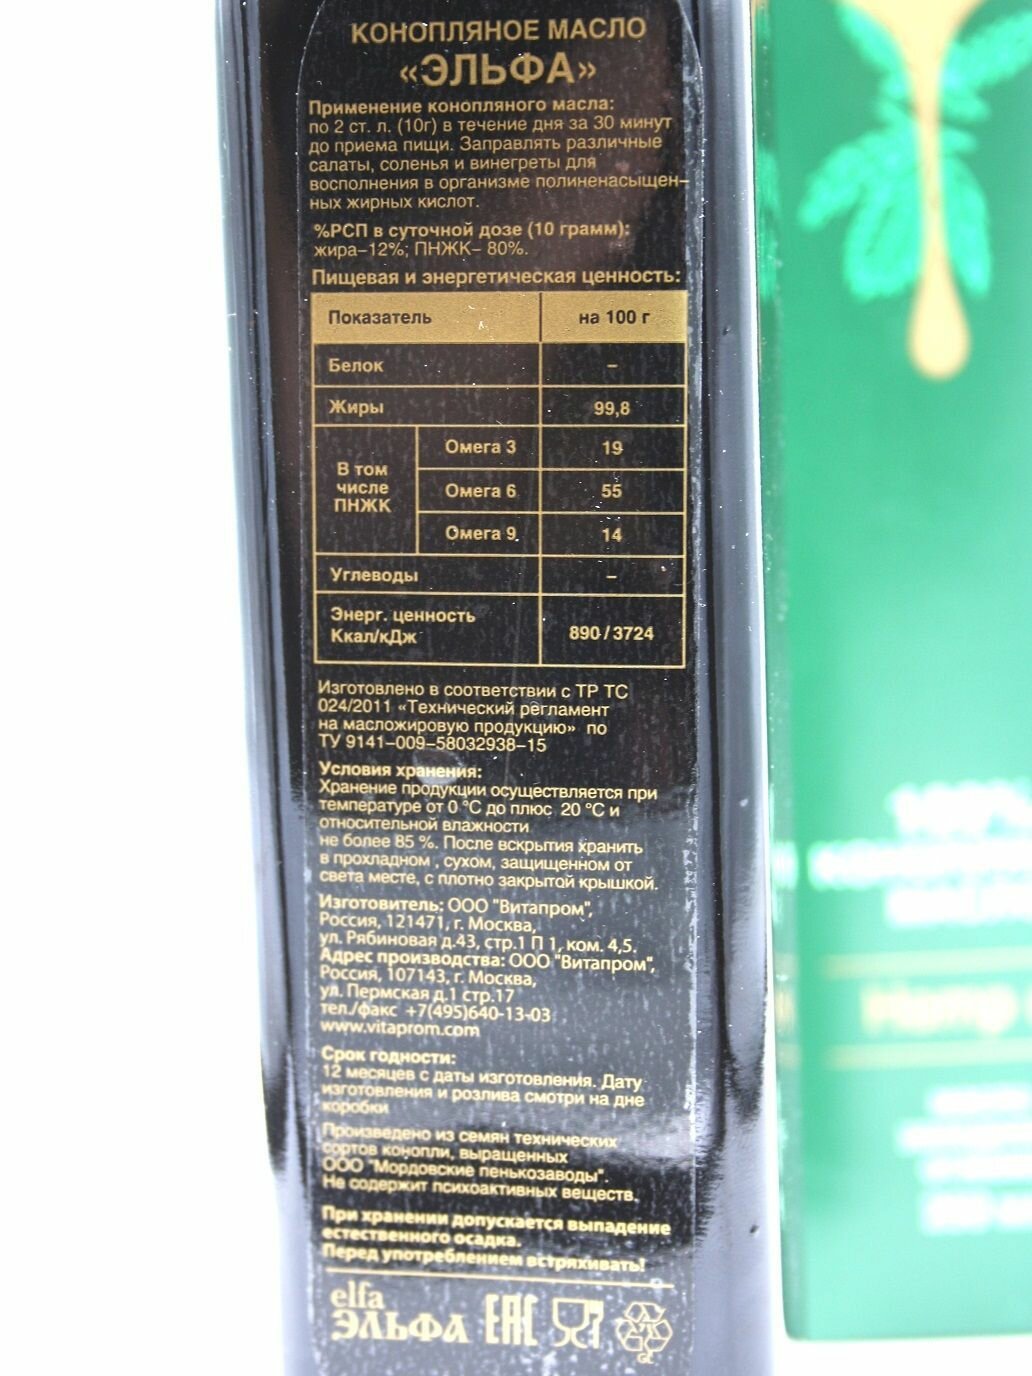 КОНОПЛЯНОЕ МАСЛО
«ЭЛЬФА»
Применение конопляного масла:
по 2 ст. л. (10г) в течение дня за 30 минут
до приема пищи. Заправлять различные
салаты, соленья и винегреты для
восполнения в организме полиненасыщен–
ных жирных кислот.
%РСП в суточной дозе (10 грамм):
жира–12%; ПНЖК– 80%.
Пищевая и энергетическая ценность:
Показатель на 100 г
Белок –
Жиры 99,8
В том числе ПНЖК
Омега 3 19
Омега 6 55
Омега 9 14
Углеводы –
Энерг. ценность
Ккал/кДж 890/3724
Изготовлено в соответствии с ТР ТС
024/2011 «Технический регламент
на масложировую продукцию» по
ТУ 9141–009–58032938–15
Условия хранения:
Хранение продукции осуществляется при
температуре от 0 °С до плюс 20 °С и
относительной влажности
не более 85 %. После вскрытия хранить
в прохладном , сухом, защищенном от
света месте, с плотно закрытой крышкой.
Изготовитель: ООО "Витапром",
Россия, 121471, г. Москва,
ул. Рябиновая д.43, стр.1 П 1, ком. 4,5.
Адрес производства: ООО "Витапром",
Россия, 107143, г. Москва,
ул. Пермская д.1 стр.17
тел./факс +7(495)640-13-03
www.vitaprom.com
Срок годности:
12 месяцев с даты изготовления. Дату
изготовления и розлива смотри на дне
коробки
Произведено из семян технических
сортов конопли, выращенных
ООО "Мордовские пенькозаводы".
Не содержит психоактивных веществ.
При хранении допускается выпадение
естественного осадка.
Перед употреблением встряхивать!
elfa
ЭЛЬФА EAC
GL
100%
Hemp